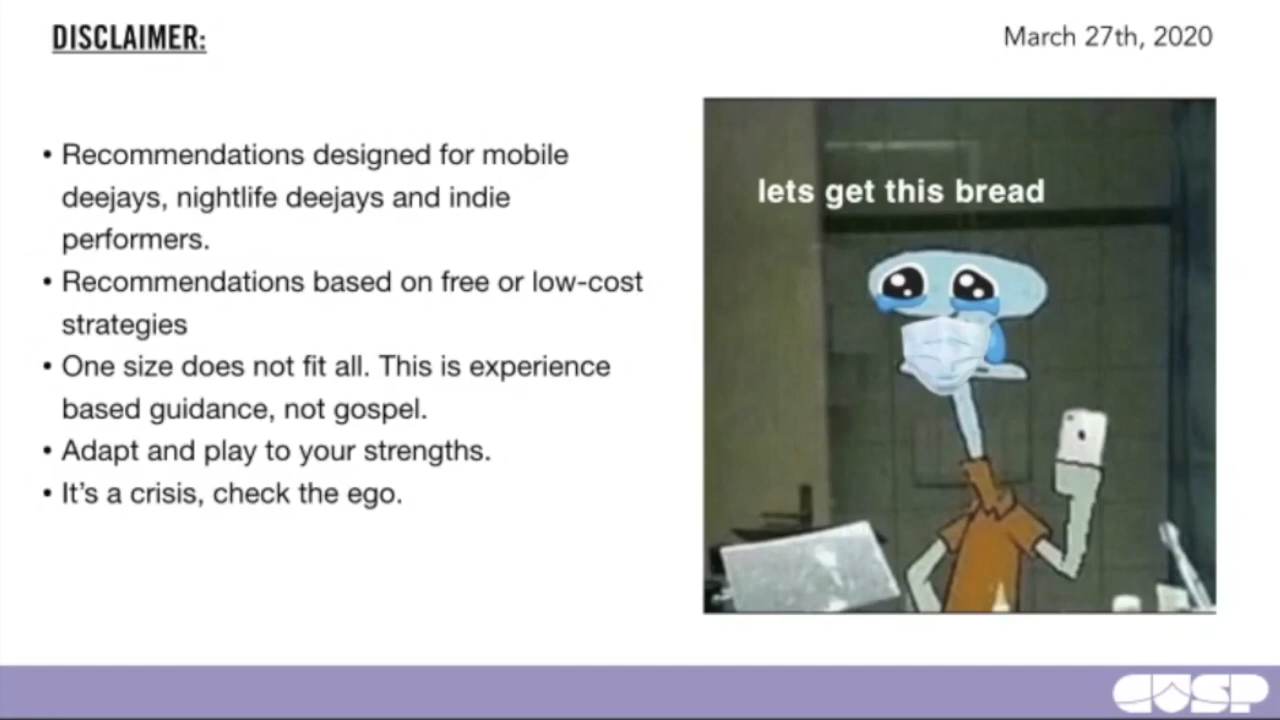 DISCLAIMER:
March 27th, 2020
• Recommendations designed for mobile
deejays, nightlife deejays and indie
performers.
• Recommendations based on free or low-cost
strategies
• One size does not fit all. This is experience
based guidance, not gospel.
• Adapt and play to your strengths.
• It’s a crisis, check the ego.
lets get this bread
CUSP